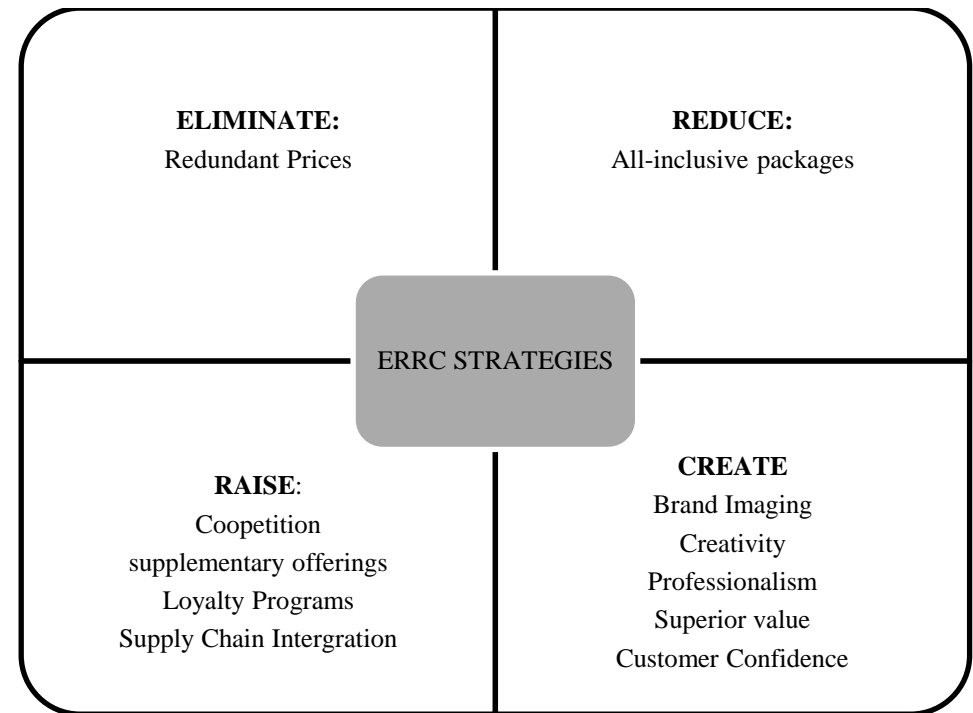 ELIMINATE:
Redundant Prices
REDUCE:
All-inclusive packages
ERRC STRATEGIES
RAISE:
Coopetition
supplementary offerings
Loyalty Programs
Supply Chain Intergration
CREATE
Brand Imaging
Creativity
Professionalism
Superior value
Customer Confidence